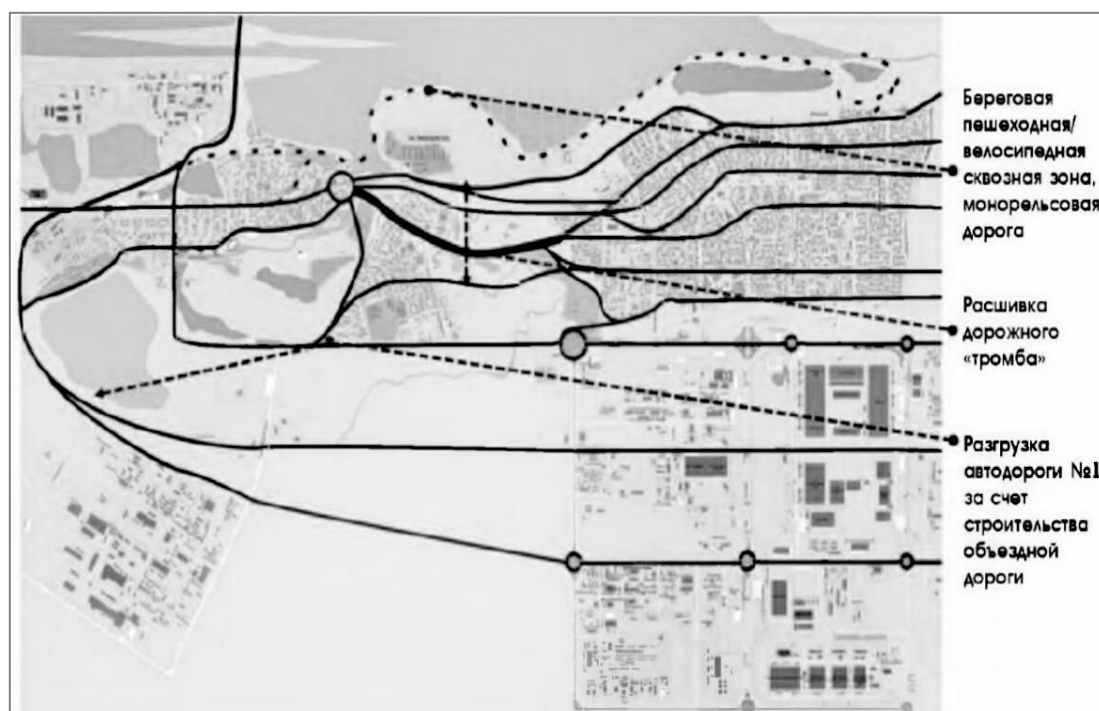 Береговая
пешеходная/
велосипедная
сквозная зона,
монорельсовая
дорога
Расшивка
дорожного
«тромба»
Разгрузка
автодороги №1
за счет
строительства
объездной
дороги